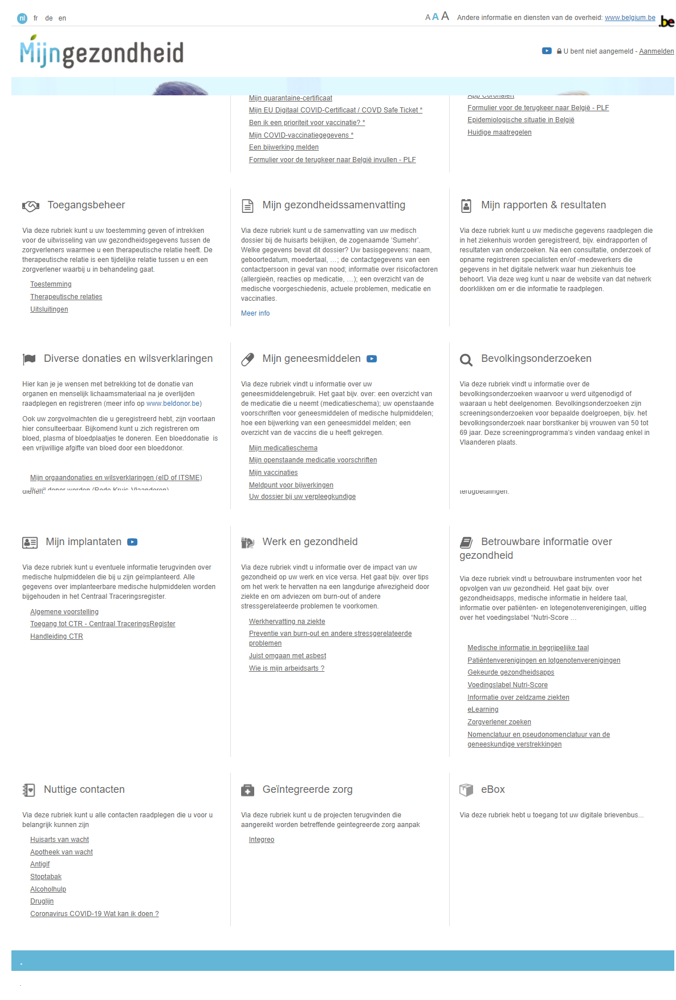 nl fr de en
A A A Andere informatie en diensten van de overheid: www.belgium.be .be
Mijngezondheid
U bent niet aangemeld - Aanmelden
Mijn quarantaine-certificaat
Mijn EU Digitaal COVID-Certificaat / COVD Safe Ticket *
Ben ik een prioriteit voor vaccinatie? *
Mijn COVID-vaccinatiegegevens *
Een bijwerking melden
Formulier voor de terugkeer naar België invullen - PLF
App Coronalert
Formulier voor de terugkeer naar België - PLF
Epidemiologische situatie in België
Huidige maatregelen
Toegangsbeheer
Via deze rubriek kunt u uw toestemming geven of intrekken
voor de uitwisseling van uw gezondheidsgegevens tussen de
zorgverleners waarmee u een therapeutische relatie heeft. De
therapeutische relatie is een tijdelijke relatie tussen u en een
zorgverlener waarbij u in behandeling gaat.
Toestemming
Therapeutische relaties
Uitsluitingen
Mijn gezondheidssamenvatting
Via deze rubriek kunt u de samenvatting van uw medisch
dossier bij de huisarts bekijken, de zogenaamde ‘Sumehr’.
Welke gegevens bevat dit dossier? Uw basisgegevens: naam,
geboortedatum, moedertaal, …; de contactgegevens van een
contactpersoon in geval van nood; informatie over risicofactoren
(allergieën, reacties op medicatie, …); een overzicht van de
medische voorgeschiedenis, actuele problemen, medicatie en
vaccinaties.
Meer info
Mijn rapporten & resultaten
Via deze rubriek kunt u uw medische gegevens raadplegen die
in het ziekenhuis worden geregistreerd, bijv. eindrapporten of
resultaten van onderzoeken. Na een consultatie, onderzoek of
opname registreren specialisten en/of -medewerkers die
gegevens in het digitale netwerk waar hun ziekenhuis toe
behoort. Via deze weg kunt u naar de website van dat netwerk
doorklikken om er die informatie te raadplegen.
Diverse donaties en wilsverklaringen
Hier kan je je wensen met betrekking tot de donatie van
organen en menselijk lichaamsmateriaal na je overlijden
raadplegen en registreren (meer info op www.beldonor.be)
Ook uw zorgvolmachten die u geregistreerd hebt, zijn voortaan
hier consulteerbaar. Bijkomend kunt u zich registreren om
bloed, plasma of bloedplaatjes te doneren. Een bloeddonatie is
een vrijwillige afgifte van bloed door een bloeddonor.
Mijn orgaandonaties en wilsverklaringen (eID of ITSME)
Ik wil donor worden (Rode Kruis-Vlaanderen)
dienen.
Mijn geneesmiddelen
Via deze rubriek vindt u informatie over uw
geneesmiddelengebruik. Het gaat bijv. over: een overzicht van
de medicatie die u neemt (medicatieschema); uw openstaande
voorschriften voor geneesmiddelen of medische hulpmiddelen;
hoe een bijwerking van een geneesmiddel melden; een
overzicht van de vaccins die u heeft gekregen.
Mijn medicatieschema
Mijn openstaande medicatie voorschriften
Mijn vaccinaties
Meldpunt voor bijwerkingen
Uw dossier bij uw verpleegkundige
Bevolkingsonderzoeken
Via deze rubriek vindt u informatie over de
bevolkingsonderzoeken waarvoor u werd uitgenodigd of
waaraan u hebt deelgenomen. Bevolkingsonderzoeken zijn
screeningsonderzoeken voor bepaalde doelgroepen, bijv. het
bevolkingsonderzoek naar borstkanker bij vrouwen van 50 tot
69 jaar. Deze screeningprogramma’s vinden vandaag enkel in
Vlaanderen plaats.
terugbetalingen.
Mijn implantaten
Via deze rubriek kunt u eventuele informatie terugvinden over
medische hulpmiddelen die bij u zijn geïmplanteerd. Alle
gegevens over implanteerbare medische hulpmiddelen worden
bijgehouden in het Centraal Traceringsregister.
Algemene voorstelling
Toegang tot CTR - Centraal TraceringsRegister
Handleiding CTR
Werk en gezondheid
Via deze rubriek vindt u informatie over de impact van uw
gezondheid op uw werk en vice versa. Het gaat bijv. over tips
om het werk te hervatten na een langdurige afwezigheid door
ziekte en om adviezen om burn-out of andere
stressgerelateerde problemen te voorkomen.
Werkhervatting na ziekte
Preventie van burn-out en andere stressgerelateerde
problemen
Juist omgaan met asbest
Wie is mijn arbeidsarts ?
Betrouwbare informatie over
gezondheid
Via deze rubriek vindt u betrouwbare instrumenten voor het
opvolgen van uw gezondheid. Het gaat bijv. over
gezondheidsapps, medische informatie in heldere taal,
informatie over patiënten- en lotegenotenverenigingen, uitleg
over het voedingslabel “Nutri-Score …
Medische informatie in begrijpelijke taal
Patiëntenverenigingen en lotgenotenverenigingen
Gekeurde gezondheidsapps
Voedingslabel Nutri-Score
Informatie over zeldzame ziekten
eLearning
Zorgverlener zoeken
Nomenclatuur en pseudonomenclatuur van de
geneeskundige verstrekkingen
Nuttige contacten
Via deze rubriek kunt u alle contacten raadplegen die u voor u
belangrijk kunnen zijn
Huisarts van wacht
Apotheek van wacht
Antigif
Stoptabak
Alcoholhulp
Druglijn
Coronavirus COVID-19 Wat kan ik doen ?
Geïntegreerde zorg
Via deze rubriek kunt u de projecten terugvinden die
aangereikt worden betreffende geintegreerde zorg aanpak
Integreo
eBox
Via deze rubriek hebt u toegang tot uw digitale brievenbus...
.
.